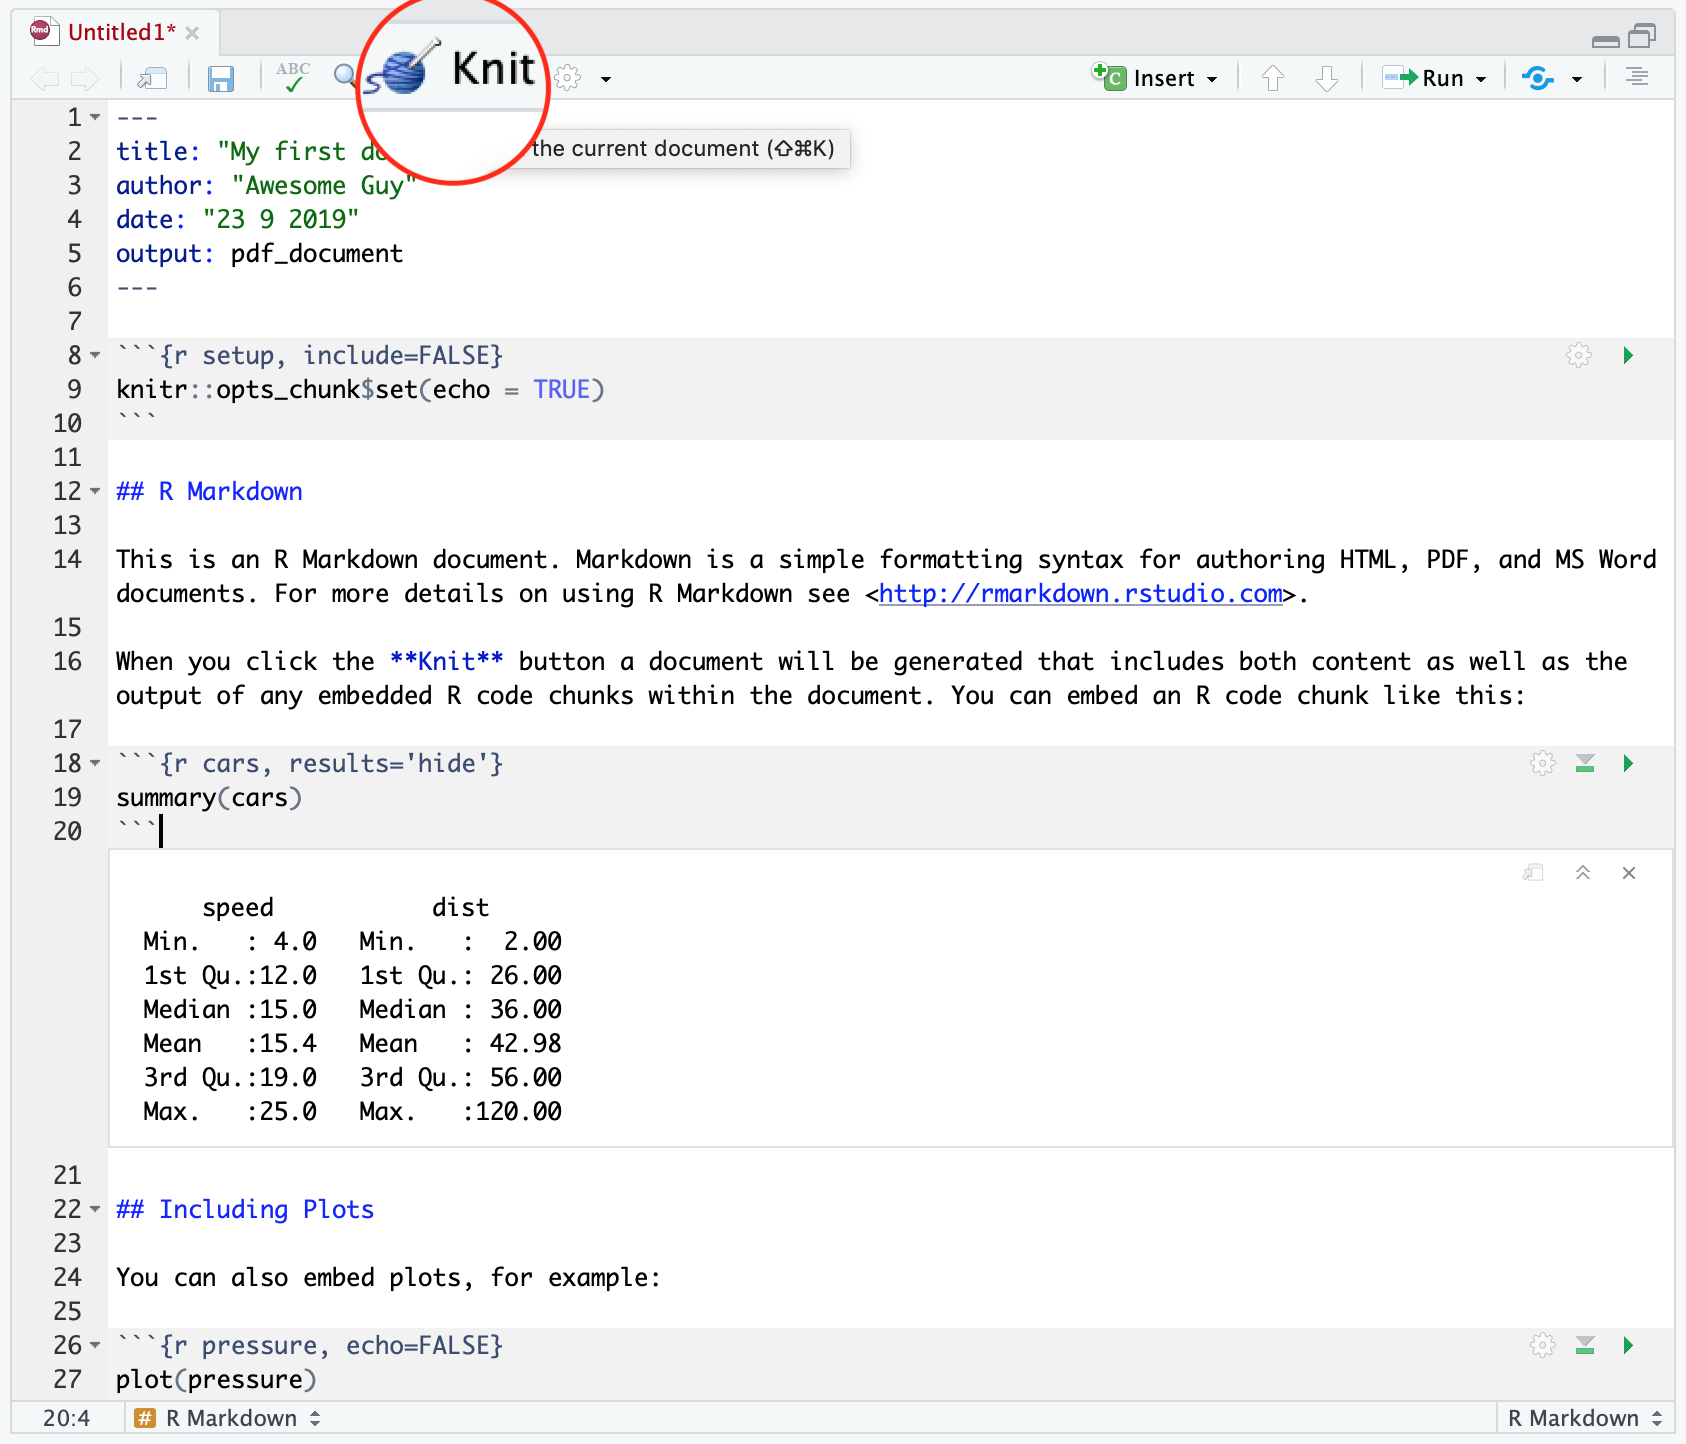 Untitled1*
ABC
Knit
Insert
Run
the current document (⇧⌘K)
1 ---
2 title: "My first do
3 author: "Awesome Guy"
4 date: "23 9 2019"
5 output: pdf_document
6 ---
7
8 ```{r setup, include=FALSE}
9 knitr::opts_chunk$set(echo = TRUE)
10 ```
11
12 ## R Markdown
13
14 This is an R Markdown document. Markdown is a simple formatting syntax for authoring HTML, PDF, and MS Word
documents. For more details on using R Markdown see <http://rmarkdown.rstudio.com>.
15
16 When you click the **Knit** button a document will be generated that includes both content as well as the
output of any embedded R code chunks within the document. You can embed an R code chunk like this:
17
18 ```{r cars, results='hide'}
19 summary(cars)
20 ```
speed dist
Min. : 4.0 Min. : 2.00
1st Qu.:12.0 1st Qu.: 26.00
Median :15.0 Median : 36.00
Mean :15.4 Mean : 42.98
3rd Qu.:19.0 3rd Qu.: 56.00
Max. :25.0 Max. :120.00
21
22 ## Including Plots
23
24 You can also embed plots, for example:
25
26 ```{r pressure, echo=FALSE}
27 plot(pressure)
20:4 # R Markdown R Markdown